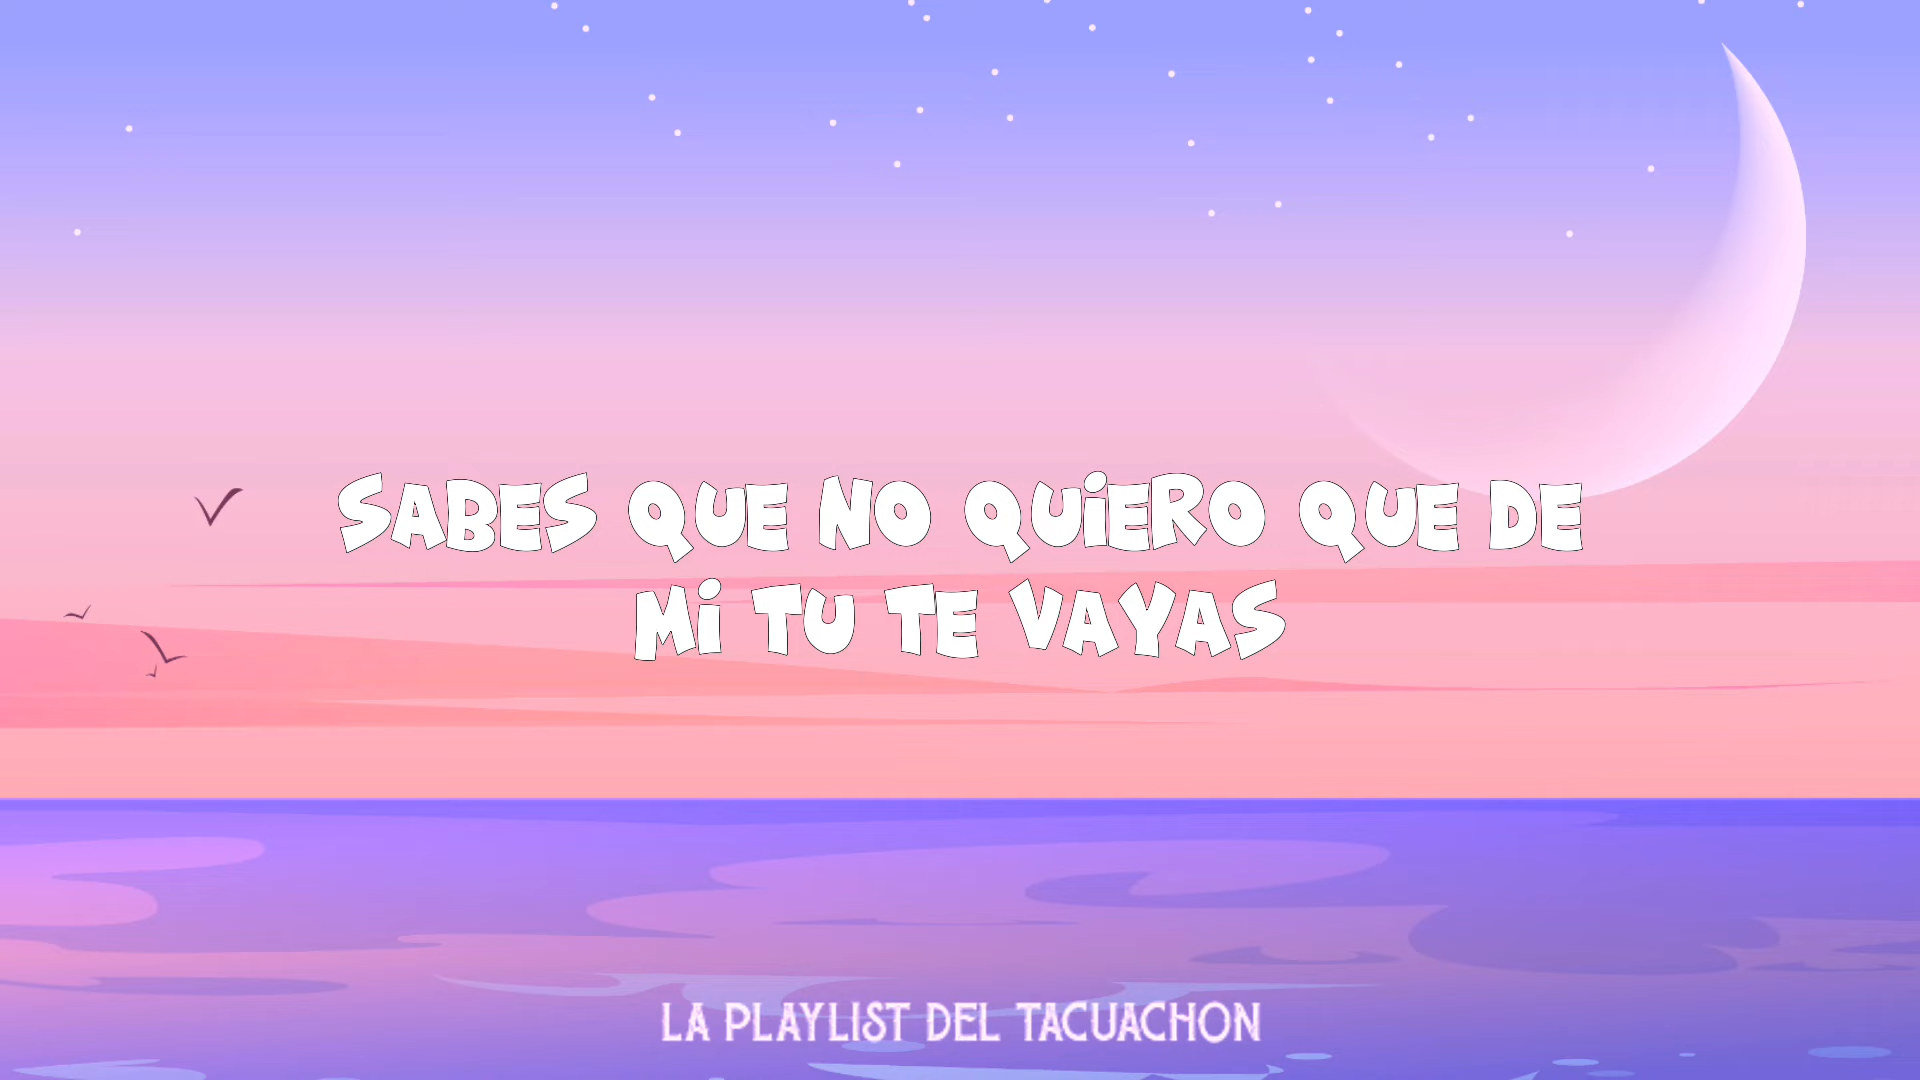 SABES QUE NO QUiERO QUE DE
Mi TU TE VAYAS
LA PLAYLIST DEL TACUACHON